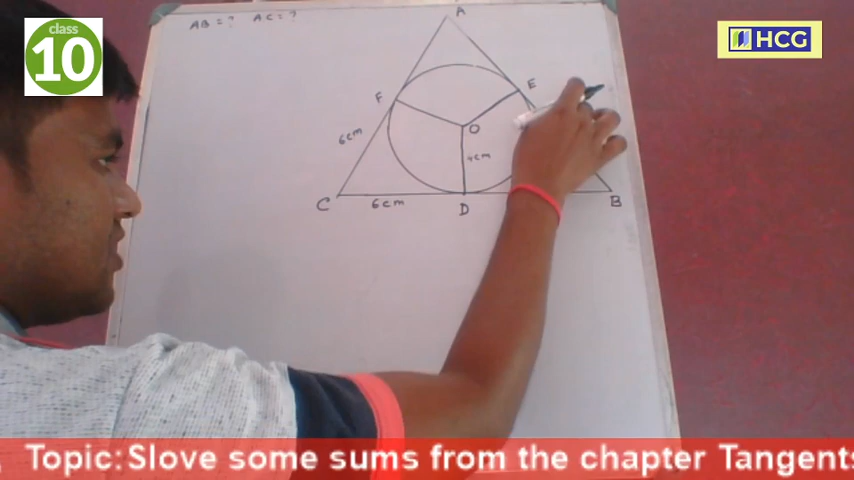 class
10
HCG
AB = ? AC = ?
A
F
E
6cm
O
4cm
C
6cm
D
B
Topic:Slove some sums from the chapter Tangents